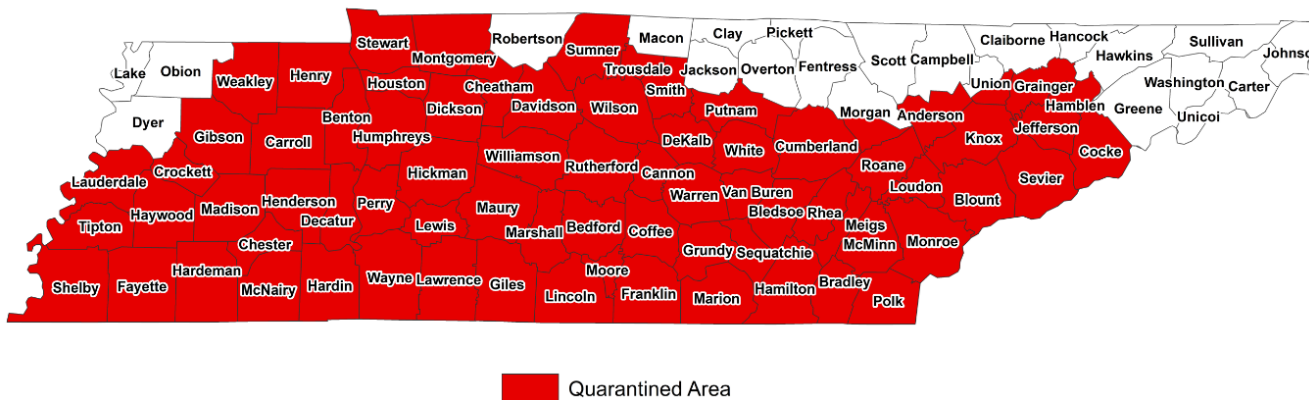 Stewart
Montgomery
Robertson
Sumner
Macon
Clay
Pickett
Claiborne
Hancock
Hawkins
Sullivan
Johns
Lake
Obion
Weakley
Henry
Houston
Cheatham
Trousdale
Smith
Jackson
Overton
Fentress
Scott
Campbell
Union
Grainger
Washington
Carter
Dyer
Gibson
Carroll
Benton
Dickson
Humphreys
Davidson
Wilson
Putnam
Morgan
Anderson
Hamblen
Greene
Unicoi
Lauderdale
Crockett
Hickman
Williamson
Rutherford
DeKalb
Cannon
White
Cumberland
Roane
Knox
Jefferson
Cocke
Tipton
Haywood
Madison
Henderson
Decatur
Perry
Lewis
Maury
Marshall
Bedford
Coffee
Warren
Van Buren
Bledsoe
Rhea
Meigs
McMinn
Loudon
Blount
Sevier
Monroe
Shelby
Fayette
Hardeman
Chester
McNairy
Hardin
Wayne
Lawrence
Giles
Lincoln
Moore
Franklin
Grundy
Sequatchie
Marion
Hamilton
Bradley
Polk
Quarantined Area